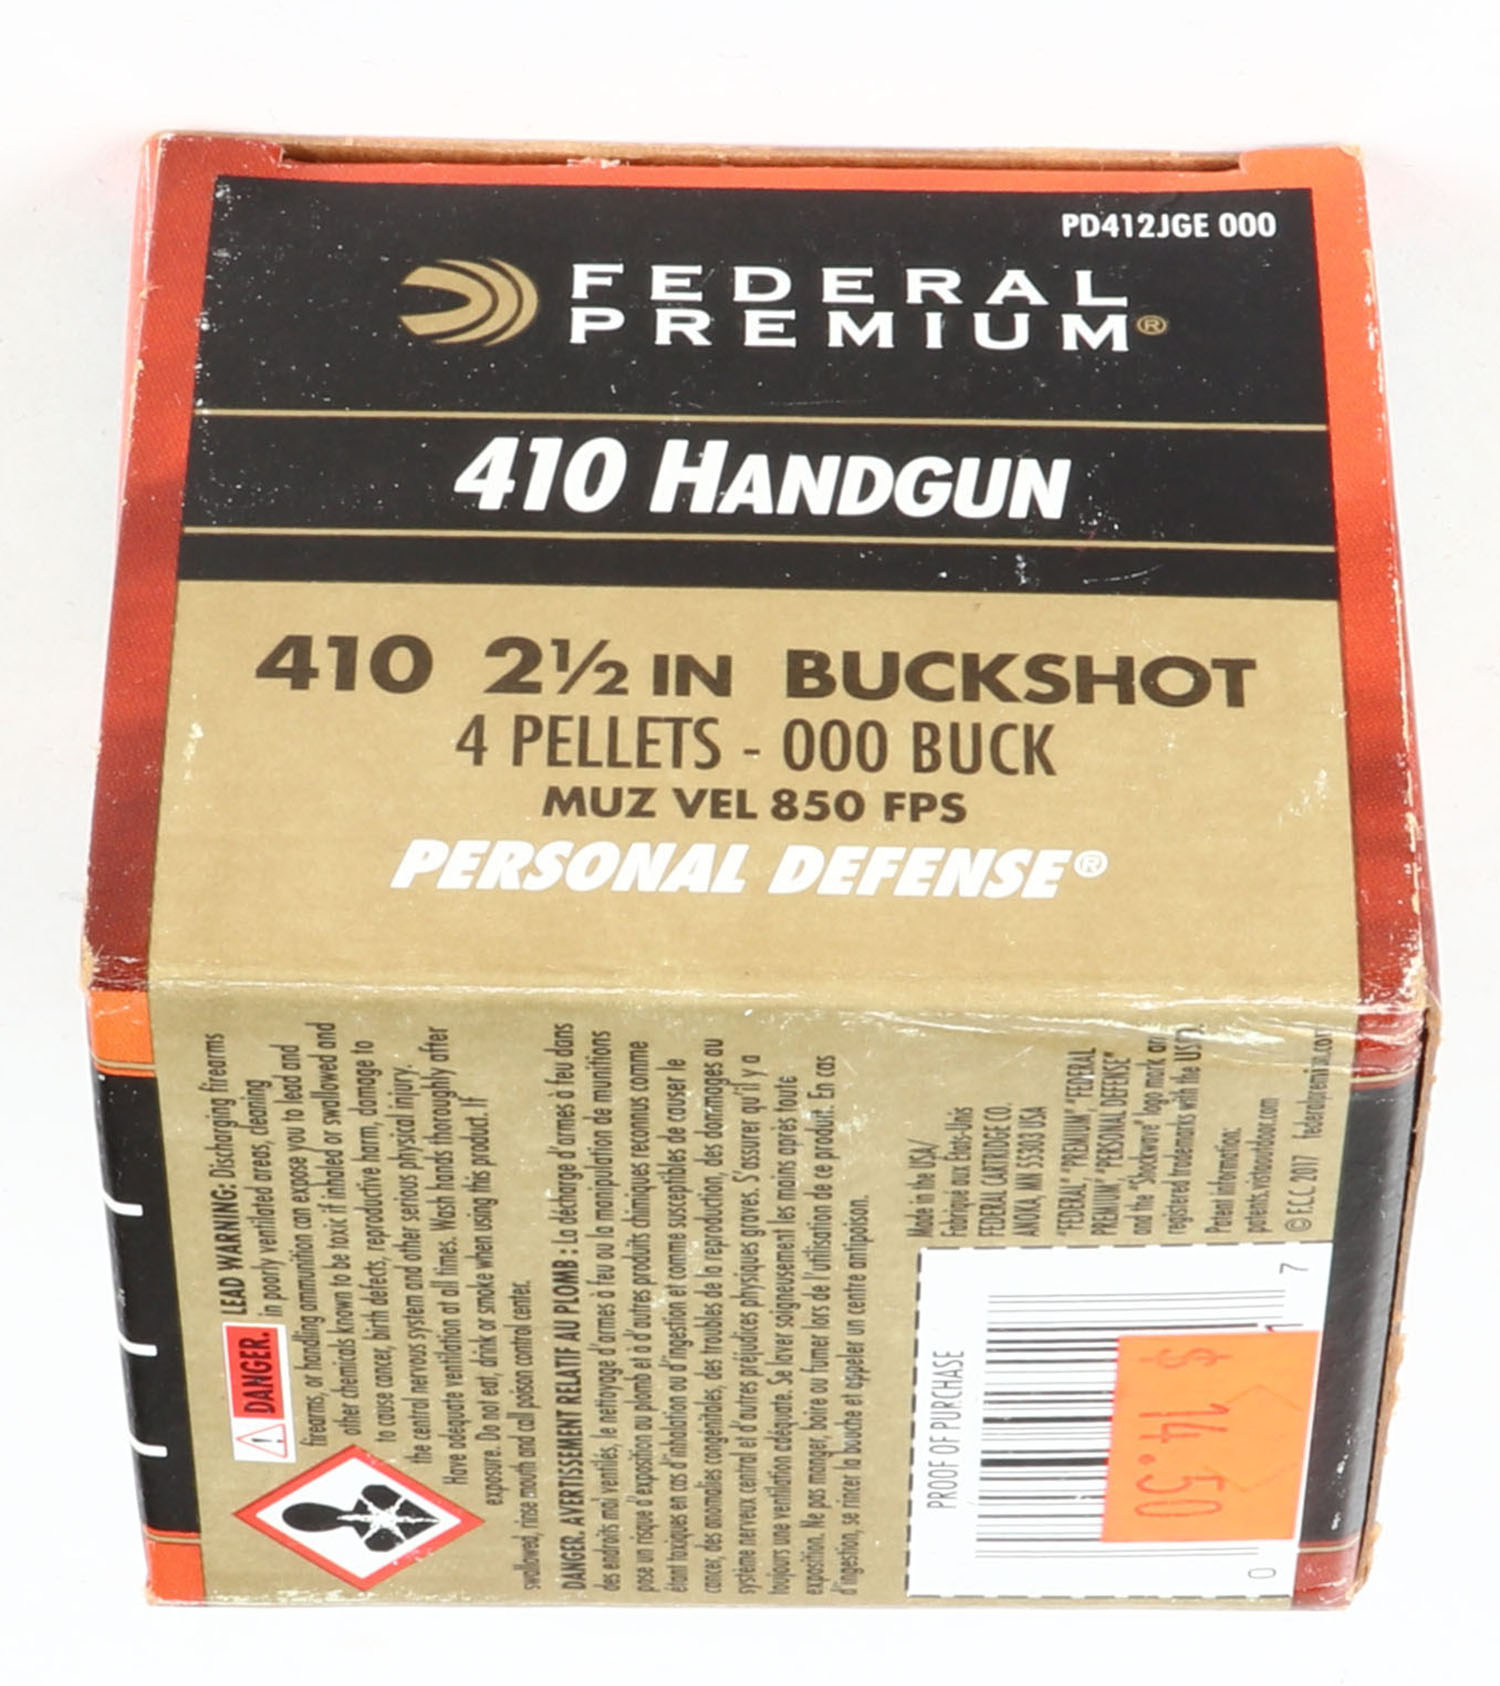 PD412JGE 000
FEDERAL
PREMIUM®
410 HANDGUN
410 2½ IN BUCKSHOT
4 PELLETS - 000 BUCK
MUZ VEL 850 FPS
PERSONAL DEFENSE®
DANGER.
LEAD WARNING: Discharging firearms
in poorly ventilated areas, cleaning
firearms, or handling ammunition can expose you to lead and
other chemicals known to be toxic if inhaled or swallowed and
to cause cancer, birth defects, reproductive harm, damage to
the central nervous system and other serious physical injury.
Have adequate ventilation at all times. Wash hands thoroughly after
exposure. Do not eat, drink or smoke when using this product. If
swallowed, rinse mouth and call poison control center.
DANGER. AVERTISSEMENT RELATIF AU PLOMB : La décharge d'armes à feu dans
des endroits mal ventilés, le nettoyage d'armes à feu ou la manipulation de munitions
pose un risque d'exposition au plomb et à d'autres produits chimiques reconnus comme
étant toxiques en cas d'inhalation ou d'ingestion et comme susceptibles de causer le
cancer, des anomalies congénitales, des troubles de la reproduction, des dommages au
système nerveux central et d'autres préjudices physiques graves. S'assurer qu'il y a
toujours une ventilation adéquate. Se laver soigneusement les mains après toute
exposition. Ne pas manger, boire ou fumer lors de l'utilisation de ce produit. En cas
d'ingestion, se rincer la bouche et appeler un centre antipoison.
Made in the USA/
Fabriqué aux États-Unis
FEDERAL CARTRIDGE CO.
ANOKA, MN 55303 USA
"FEDERAL", "PREMIUM", "FEDERAL
PREMIUM", "PERSONAL DEFENSE"
and the "Shockwave" logo mark are
registered trademarks with the USPTO.
Patent information:
patents.vistaoutdoor.com
© F.C.C. 2017 federalpremium.com
PROOF OF PURCHASE
0 1 7
$ 14.50